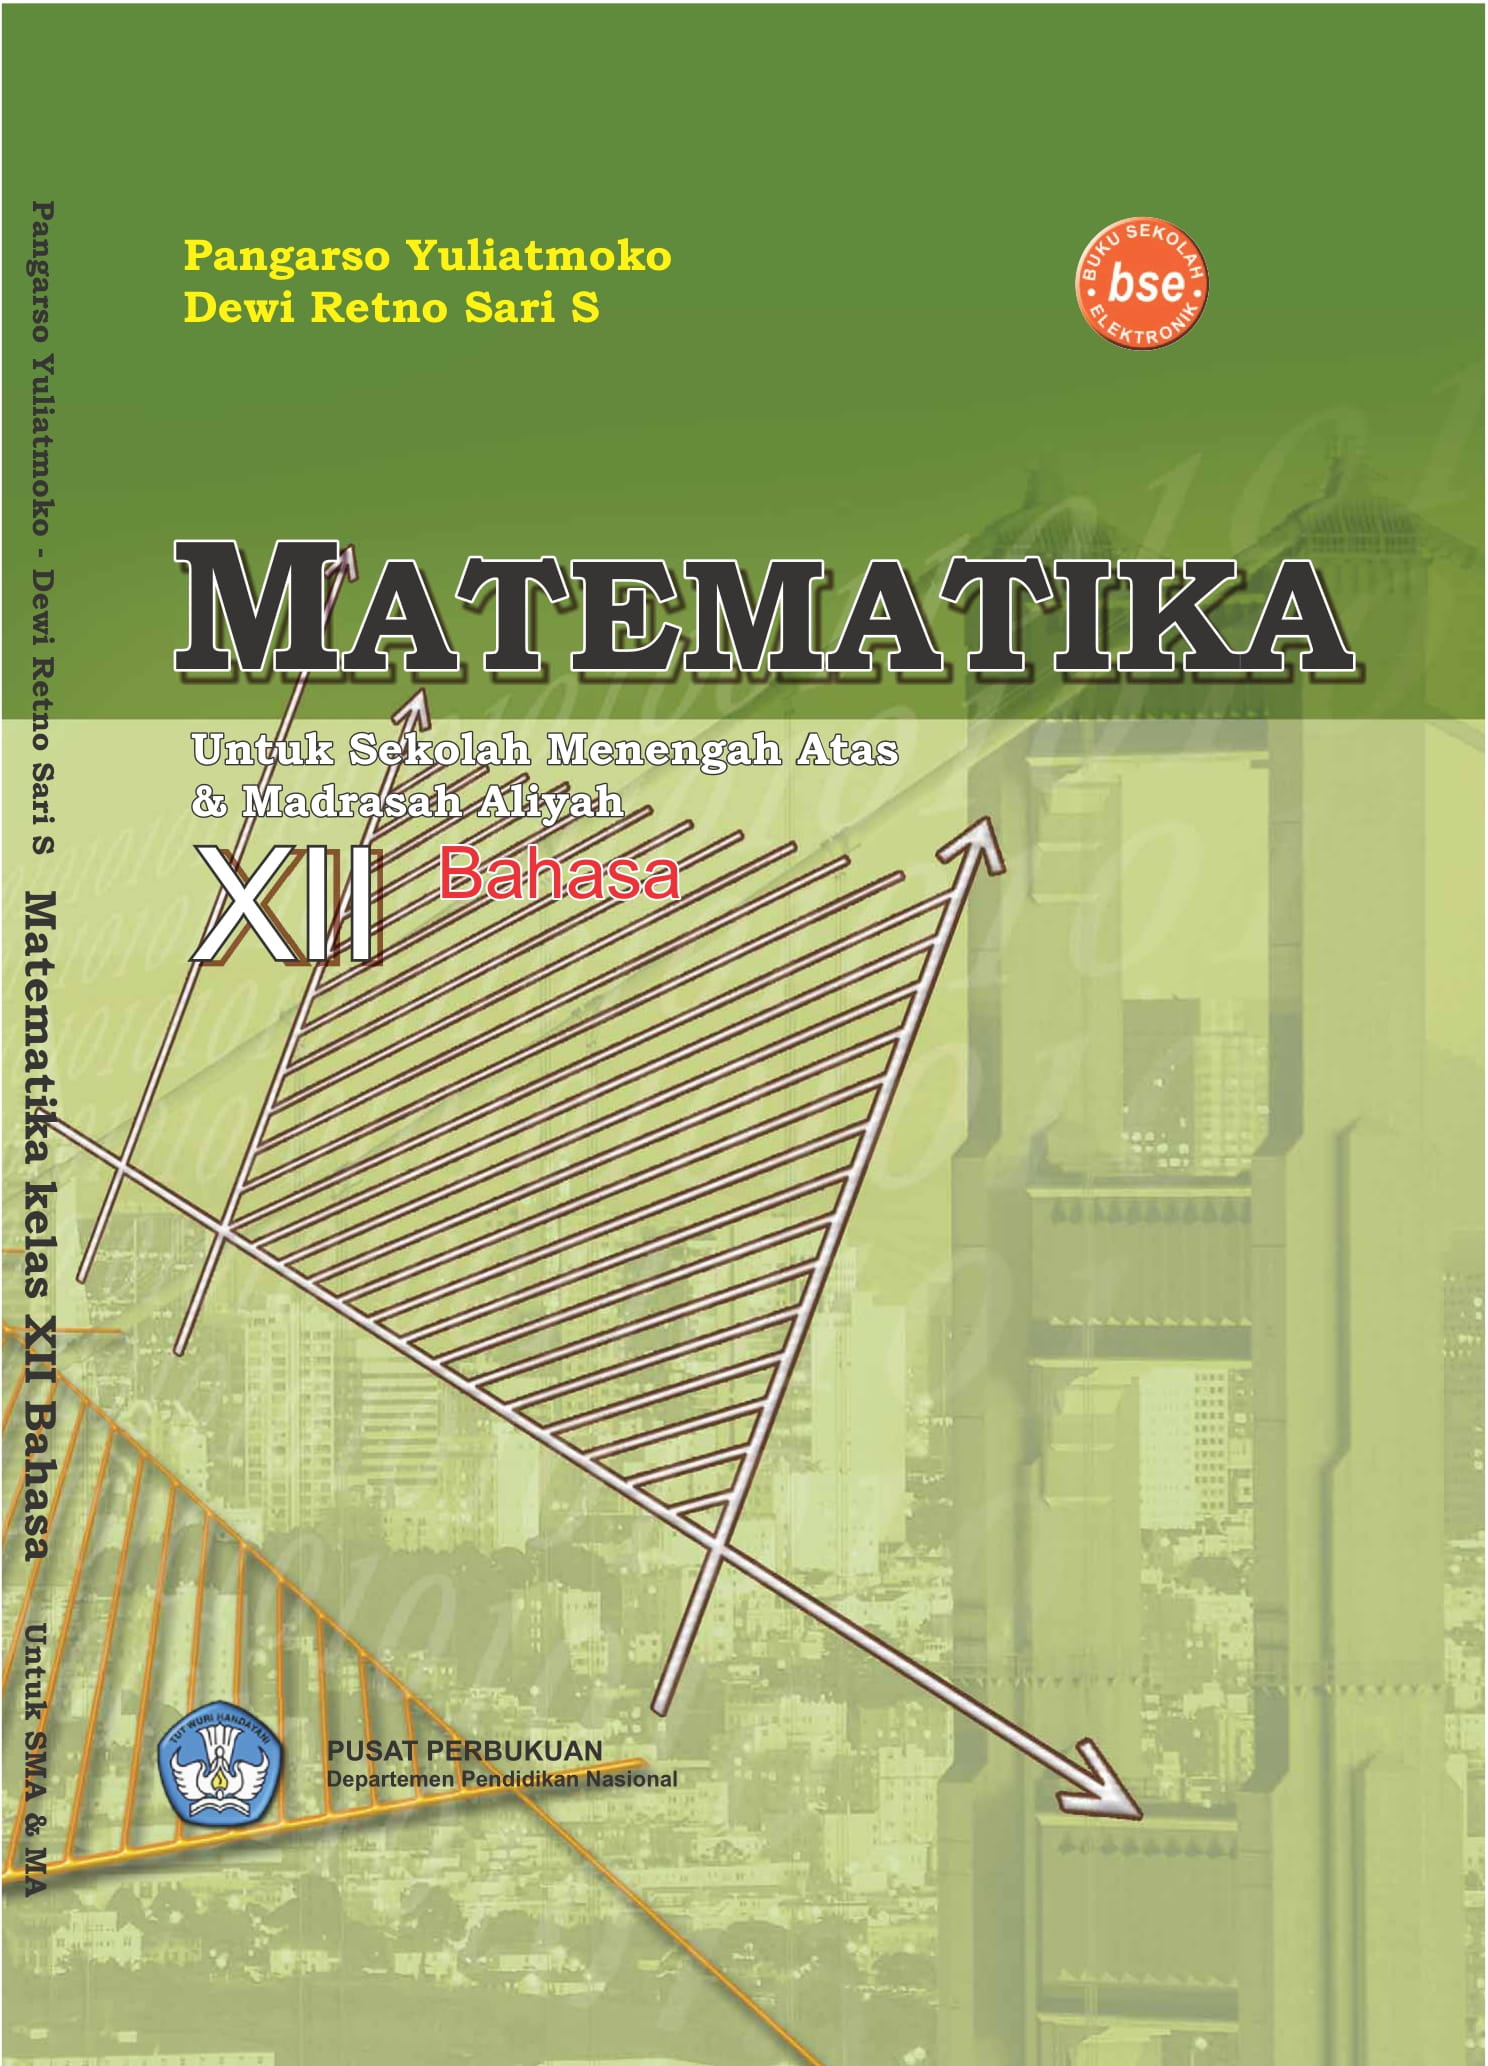 Pangarso Yuliatmoko
Dewi Retno Sari S
BUKU SEKOLAH
bse
ELEKTRONIK
MATEMATIKA
Untuk Sekolah Menengah Atas
& Madrasah Aliyah
XII Bahasa
TUT WURI HANDAYANI
PUSAT PERBUKUAN
Departemen Pendidikan Nasional
Pangarso Yuliatmoko - Dewi Retno Sari S Matematika kelas XII Bahasa Untuk SMA & MA